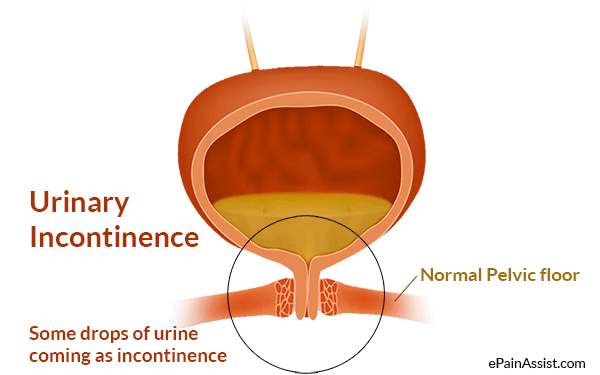 Urinary
Incontinence
Normal Pelvic floor
Some drops of urine
coming as incontinence
ePainAssist.com